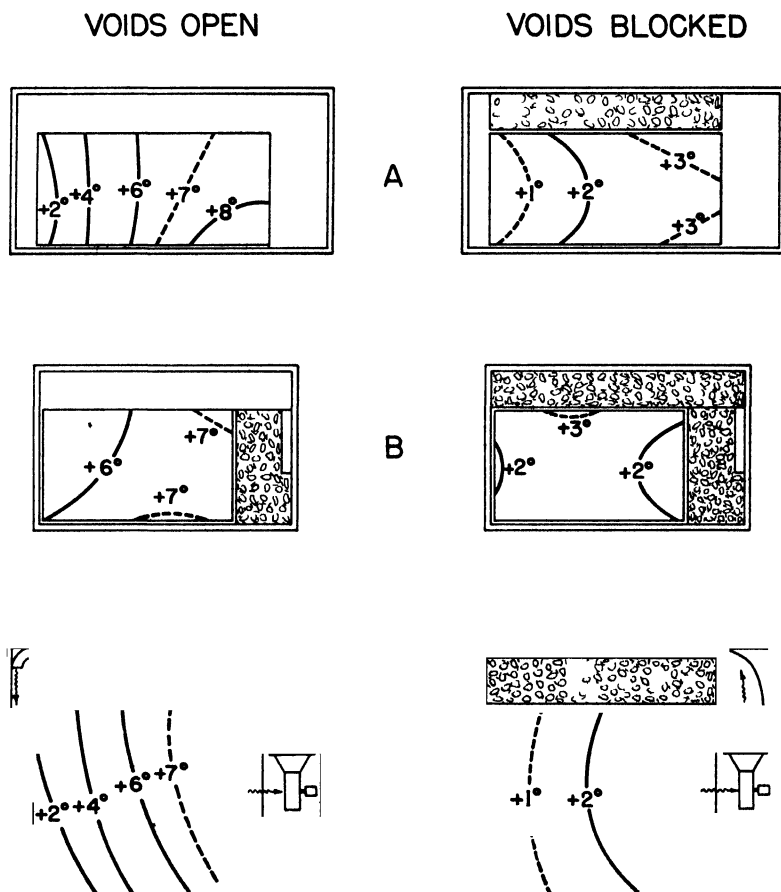 VOIDS OPEN
VOIDS BLOCKED
+2° +4° +6° +7° +8°
A
+1° +2° +3° +3°
+6° +7° +7°
B
+2° +3° +2°
+2° +4° +6° +7°
+1° +2°